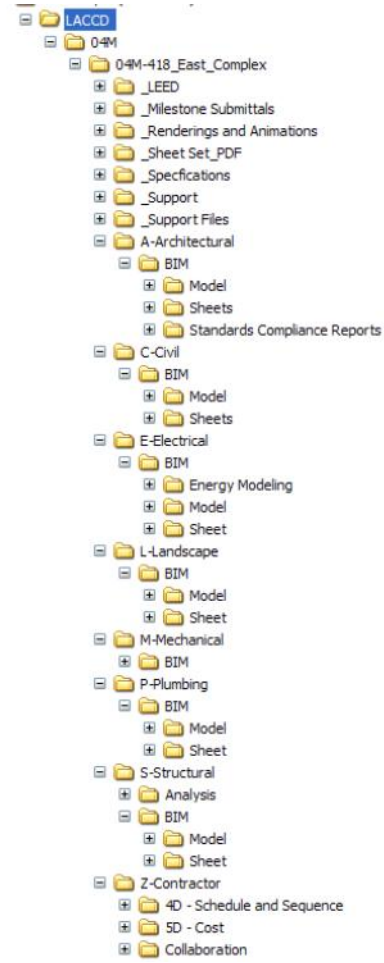 LACCD
04M
04M-418_East_Complex
_LEED
_Milestone Submittals
_Renderings and Animations
_Sheet Set_PDF
_Specfications
_Support
_Support Files
A-Architectural
BIM
Model
Sheets
Standards Compliance Reports
C-Civil
BIM
Model
Sheets
E-Electrical
BIM
Energy Modeling
Model
Sheet
L-Landscape
BIM
Model
Sheet
M-Mechanical
BIM
P-Plumbing
BIM
Model
Sheet
S-Structural
Analysis
BIM
Model
Sheet
Z-Contractor
4D - Schedule and Sequence
5D - Cost
Collaboration